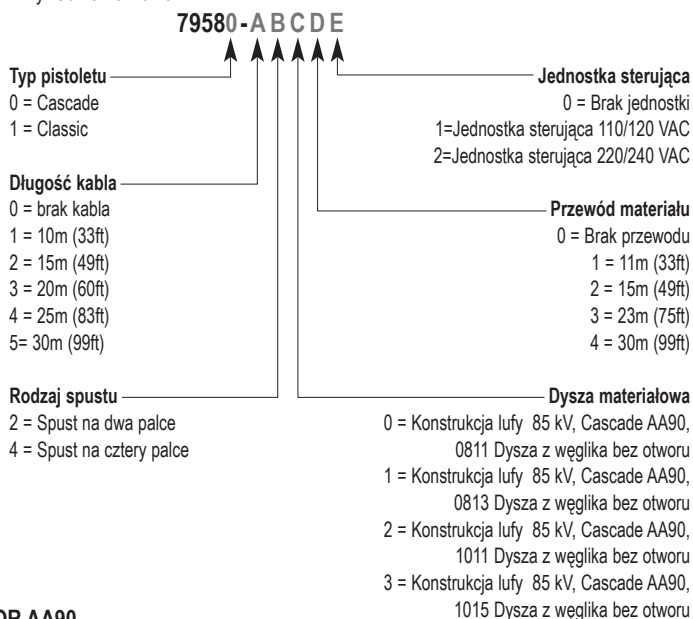 79580-ABCDE
Typ pistoletu
0 = Cascade
1 = Classic
Długość kabla
0 = brak kabla
1 = 10m (33ft)
2 = 15m (49ft)
3 = 20m (60ft)
4 = 25m (83ft)
5= 30m (99ft)
Rodzaj spustu
2 = Spust na dwa palce
4 = Spust na cztery palce
Jednostka sterująca
0 = Brak jednostki
1=Jednostka sterująca 110/120 VAC
2=Jednostka sterująca 220/240 VAC
Przewód materiału
0 = Brak przewodu
1 = 11m (33ft)
2 = 15m (49ft)
3 = 23m (75ft)
4 = 30m (99ft)
Dysza materiałowa
0 = Konstrukcja lufy 85 kV, Cascade AA90,
0811 Dysza z węglika bez otworu
1 = Konstrukcja lufy 85 kV, Cascade AA90,
0813 Dysza z węglika bez otworu
2 = Konstrukcja lufy 85 kV, Cascade AA90,
1011 Dysza z węglika bez otworu
3 = Konstrukcja lufy 85 kV, Cascade AA90,
1015 Dysza z węglika bez otworu
AA90